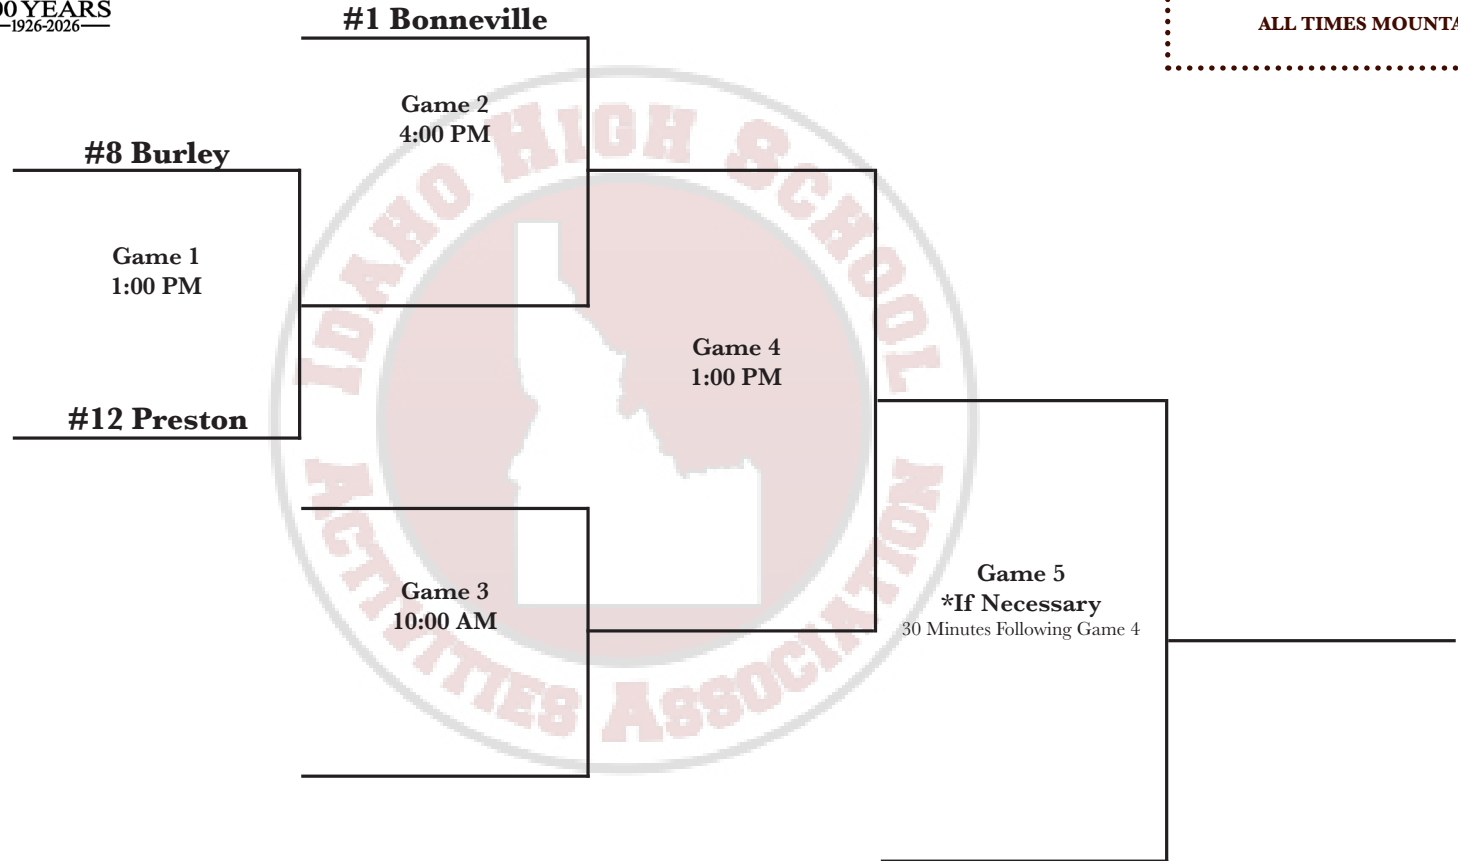 YEARS
1926-2026
#1 Bonneville
ALL TIMES
Game 2
4:00 PM
#8 Burley
Game 1
1:00 PM
Game 4
1:00 PM
#12 Preston
Game 3
10:00 AM
Game 5
*If Necessary
30 Minutes Following Game 4
IDAHO HIGH SCHOOL
ACTIVITIES ASSOCIATION